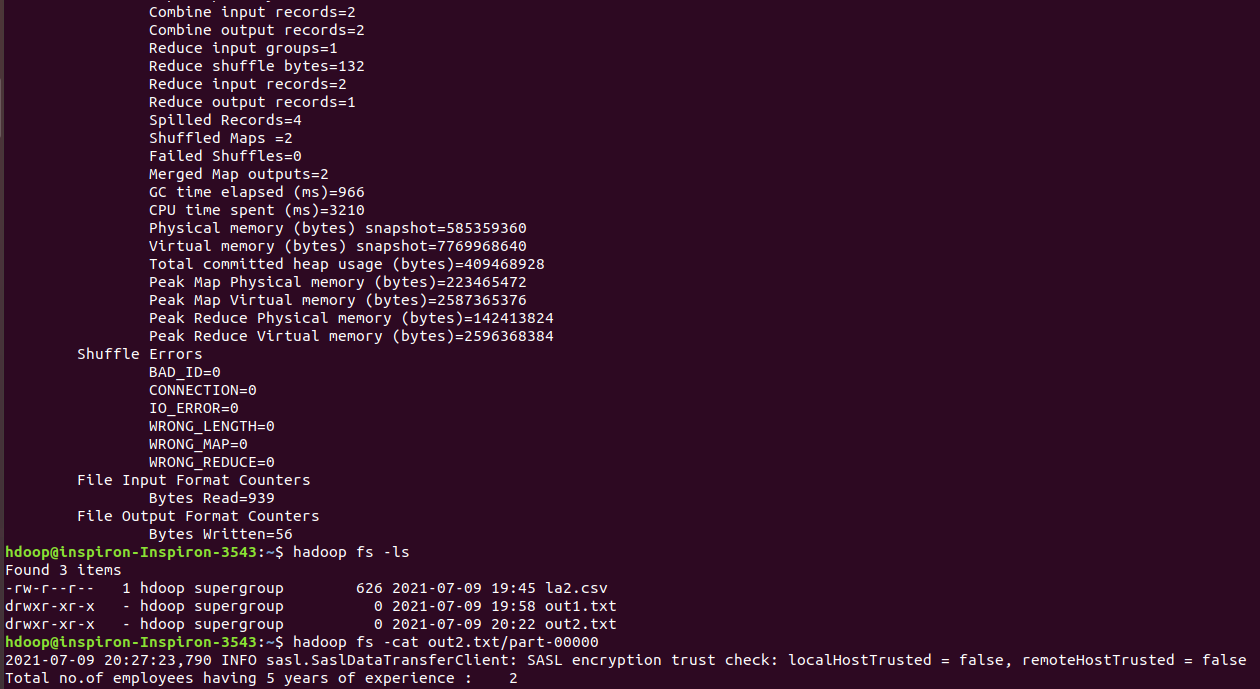 Combine input records=2
Combine output records=2
Reduce input groups=1
Reduce shuffle bytes=132
Reduce input records=2
Reduce output records=1
Spilled Records=4
Shuffled Maps =2
Failed Shuffles=0
Merged Map outputs=2
GC time elapsed (ms)=966
CPU time spent (ms)=3210
Physical memory (bytes) snapshot=585359360
Virtual memory (bytes) snapshot=7769968640
Total committed heap usage (bytes)=409468928
Peak Map Physical memory (bytes)=223465472
Peak Map Virtual memory (bytes)=2587365376
Peak Reduce Physical memory (bytes)=142413824
Peak Reduce Virtual memory (bytes)=2596368384
Shuffle Errors
BAD_ID=0
CONNECTION=0
IO_ERROR=0
WRONG_LENGTH=0
WRONG_MAP=0
WRONG_REDUCE=0
File Input Format Counters
Bytes Read=939
File Output Format Counters
Bytes Written=56
hdoop@inspiron-Inspiron-3543:~$ hadoop fs -ls
Found 3 items
-rw-r--r--   1 hdoop supergroup        626 2021-07-09 19:45 la2.csv
drwxr-xr-x   - hdoop supergroup          0 2021-07-09 19:58 out1.txt
drwxr-xr-x   - hdoop supergroup          0 2021-07-09 20:22 out2.txt
hdoop@inspiron-Inspiron-3543:~$ hadoop fs -cat out2.txt/part-00000
2021-07-09 20:27:23,790 INFO sasl.SaslDataTransferClient: SASL encryption trust check: localHostTrusted = false, remoteHostTrusted = false
Total no.of employees having 5 years of experience :    2